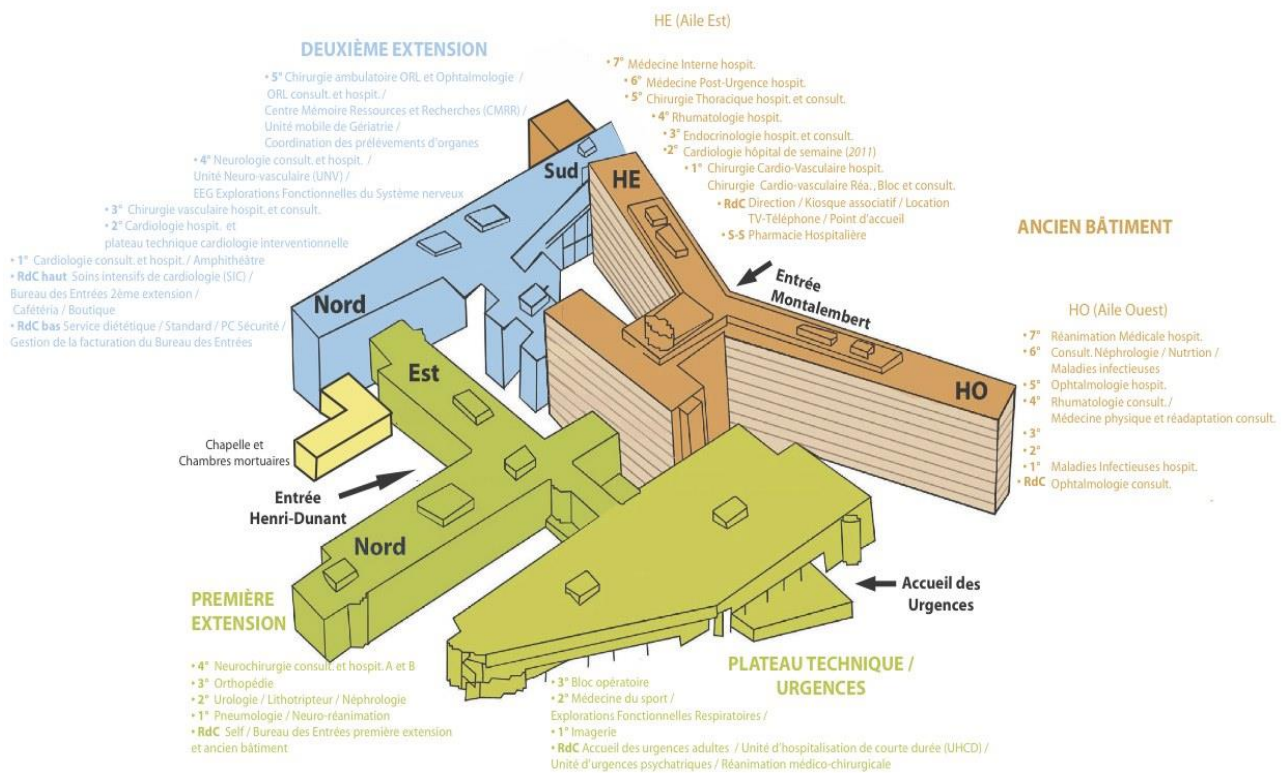 HE (Aile Est)
• 7° Médecine Interne hospit.
• 6° Médecine Post-Urgence hospit.
• 5° Chirurgie Thoracique hospit. et consult.
• 4° Rhumatologie hospit.
• 3° Endocrinologie hospit. et consult.
• 2° Cardiologie hôpital de semaine (2011)
• 1° Chirurgie Cardio-Vasculaire hospit.
Chirurgie Cardio-vasculaire Réa., Bloc et consult.
• RdC Direction / Kiosque associatif / Location
TV-Téléphone / Point d'accueil
• S-S Pharmacie Hospitalière
DEUXIÈME EXTENSION
• 5° Chirurgie ambulatoire ORL et Ophtalmologie /
ORL consult. et hospit. /
Centre Mémoire Ressources et Recherches (CMRR) /
Unité mobile de Gériatrie /
Coordination des prélèvements d'organes
• 4° Neurologie consult. et hospit. /
Unité Neuro-vasculaire (UNV) /
EEG Explorations Fonctionnelles du Système nerveux
• 3° Chirurgie vasculaire hospit. et consult.
• 2° Cardiologie hospit. et
plateau technique cardiologie interventionnelle
• 1° Cardiologie consult. et hospit. / Amphithéâtre
• RdC haut Soins intensifs de cardiologie (SIC) /
Bureau des Entrées 2ème extension /
Cafétéria / Boutique
• RdC bas Service diététique / Standard / PC Sécurité /
Gestion de la facturation du Bureau des Entrées
Sud
HE
Nord
Entrée
Montalembert
ANCIEN BÂTIMENT
HO (Aile Ouest)
• 7° Réanimation Médicale hospit.
• 6° Consult. Néphrologie / Nutrtion /
Maladies infectieuses
• 5° Ophtalmologie hospit.
• 4° Rhumatologie consult. /
Médecine physique et réadaptation consult.
• 3°
• 2°
• 1° Maladies Infectieuses hospit.
• RdC Ophtalmologie consult.
HO
Est
Chapelle et
Chambres mortuaires
Entrée
Henri-Dunant
Nord
Accueil des
Urgences
PREMIÈRE
EXTENSION
• 4° Neurochirurgie consult. et hospit. A et B
• 3° Orthopédie
• 2° Urologie / Lithotripteur / Néphrologie
• 1° Pneumologie / Neuro-réanimation
• RdC Self / Bureau des Entrées première extension
et ancien bâtiment
PLATEAU TECHNIQUE /
URGENCES
• 3° Bloc opératoire
• 2° Médecine du sport /
Explorations Fonctionnelles Respiratoires /
• 1° Imagerie
• RdC Accueil des urgences adultes / Unité d'hospitalisation de courte durée (UHCD) /
Unité d'urgences psychatriques / Réanimation médico-chirurgicale